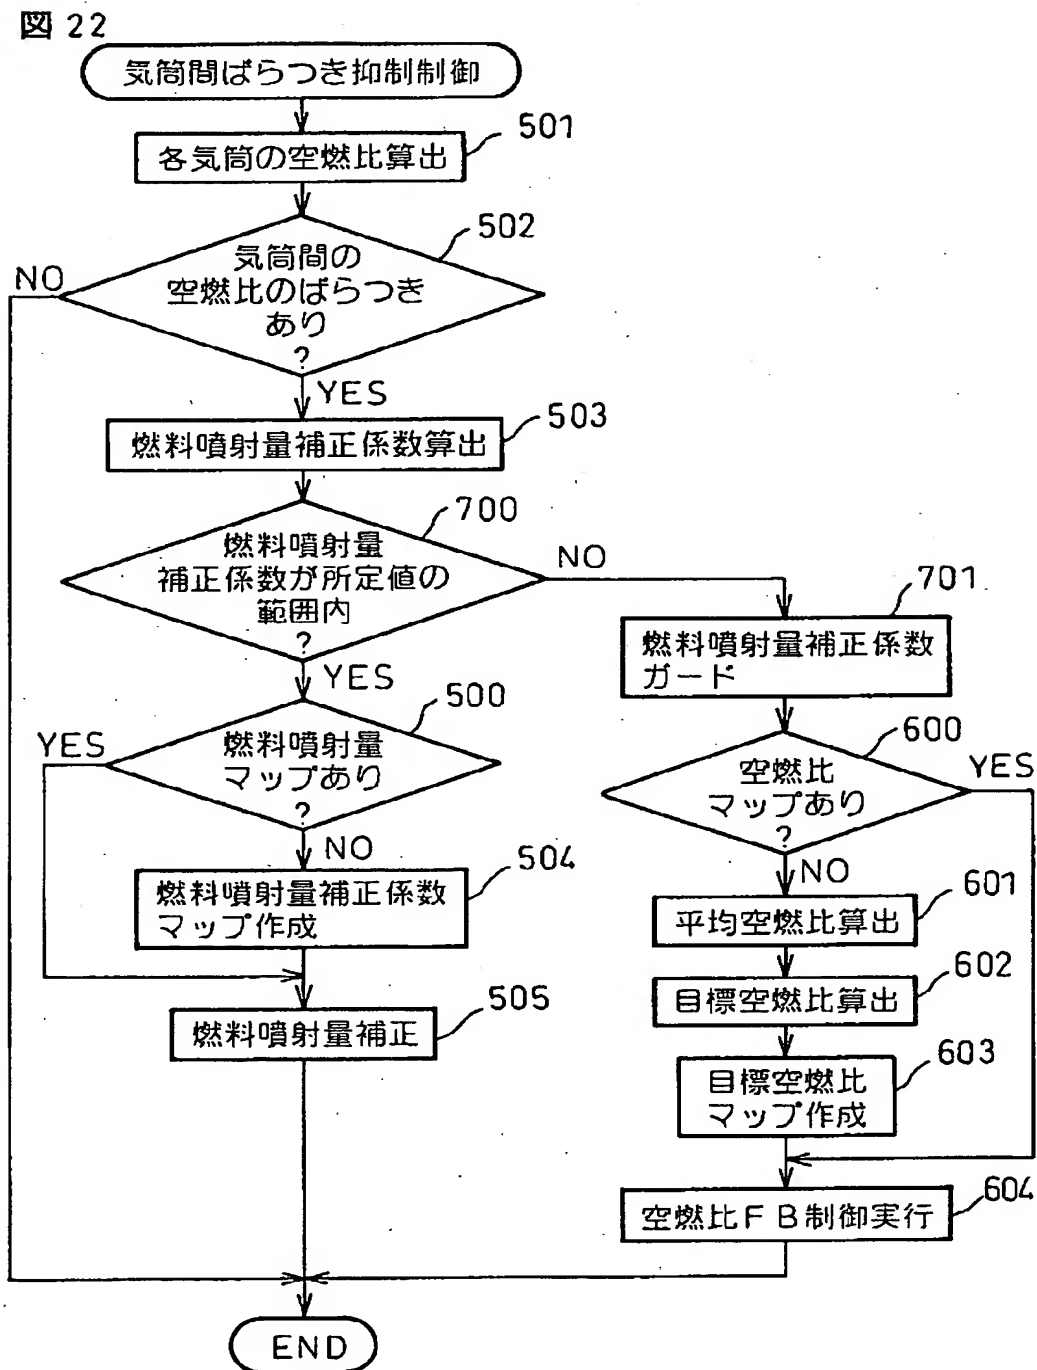 図 22
気筒間ばらつき抑制制御
501
各気筒の空燃比算出
502
気筒間の
空燃比のばらつき
あり
?
NO
YES
503
燃料噴射量補正係数算出
700
燃料噴射量
補正係数が所定値の
範囲内
?
NO
YES
701
燃料噴射量補正係数
ガード
500
燃料噴射量
マップあり
?
YES
NO
600
空燃比
マップあり
?
YES
NO
504
燃料噴射量補正係数
マップ作成
601
平均空燃比算出
602
目標空燃比算出
505
燃料噴射量補正
603
目標空燃比
マップ作成
604
空燃比FB制御実行
END